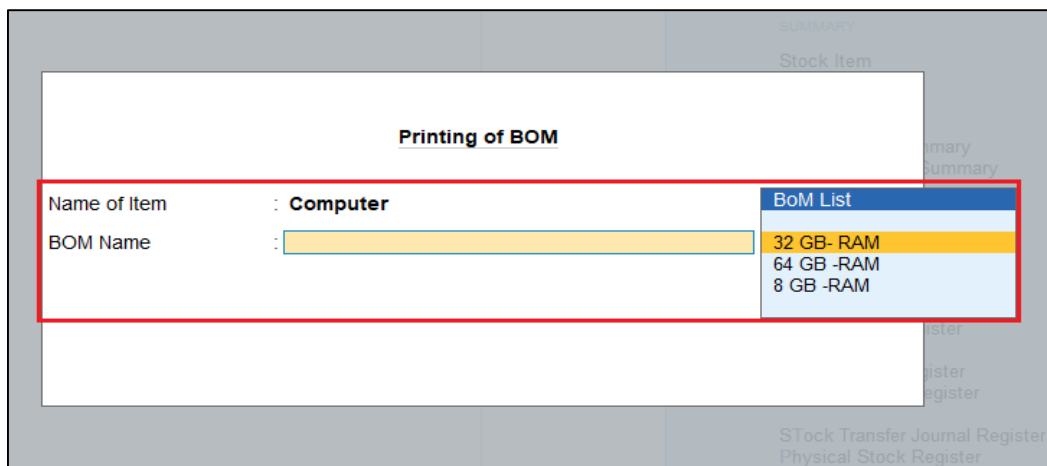 SUMMARY
Stock Item
Printing of BOM
mmary
Summary
Name of Item : Computer
BoM List
BOM Name :
32 GB- RAM
64 GB -RAM
8 GB -RAM
ister
gister
egister
STock Transfer Journal Register
Physical Stock Register